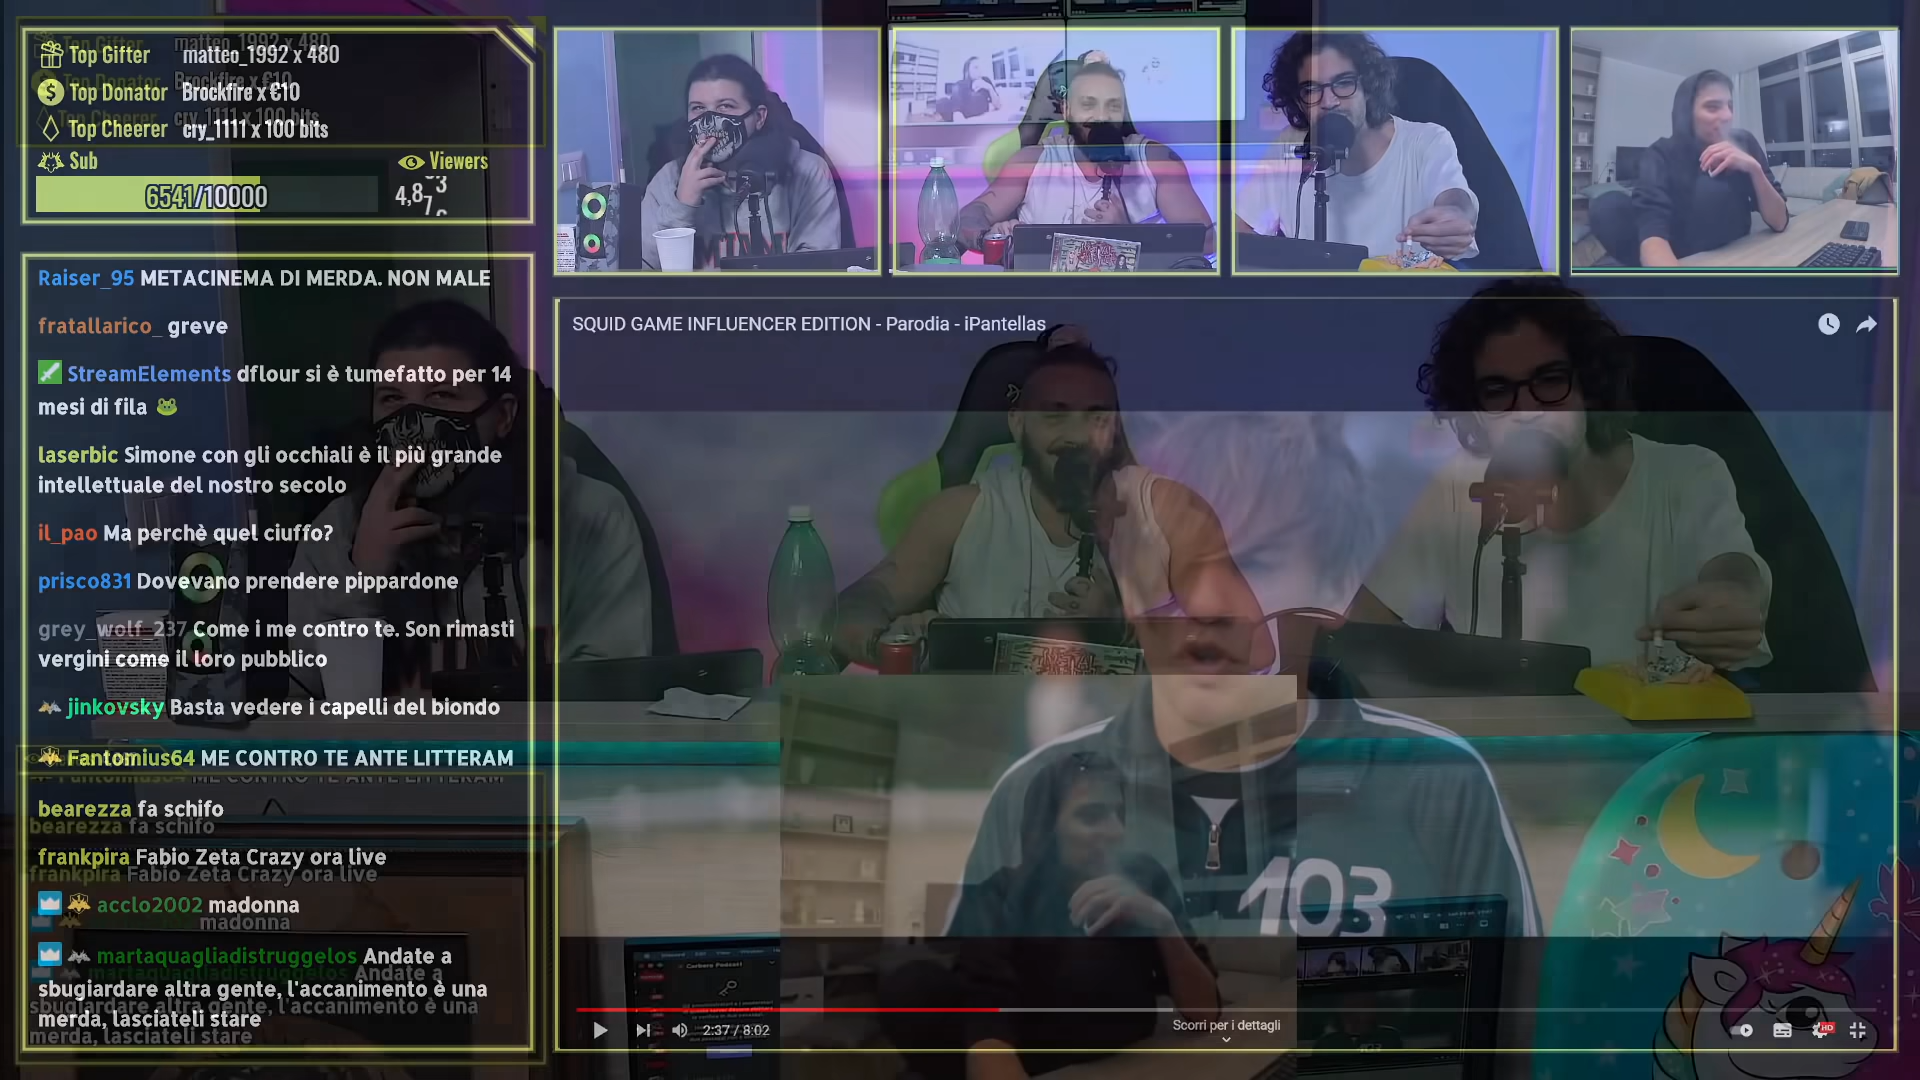 Top Gifter matteo_1992 x 480
Top Donator Brockfire x €10
Top Cheerer cry_1111 x 100 bits
Sub
Viewers
6541/10000
Raiser_95 METACINEMA DI MERDA. NON MALE
fratallarico_ greve
StreamElements dflour si è tumefatto per 14
mesi di fila
laserbic Simone con gli occhiali è il più grande
intellettuale del nostro secolo
il_pao Ma perchè quel ciuffo?
prisco831 Dovevano prendere pippardone
grey_wolf_237 Come i me contro te. Son rimasti
vergini come il loro pubblico
jinkovsky Basta vedere i capelli del biondo
Fantomius64 ME CONTRO TE ANTE LITTERAM
bearezza fa schifo
frankpira Fabio Zeta Crazy ora live
acclo2002 madonna
martaquagliadistruggelos Andate a
sbugiardare altra gente, l'accanimento è una
merda, lasciateli stare
SQUID GAME INFLUENCER EDITION - Parodia - iPantellas
METAL
103
Cerbero Podcast
2:37 / 8:02
Scorri per i dettagli
HD